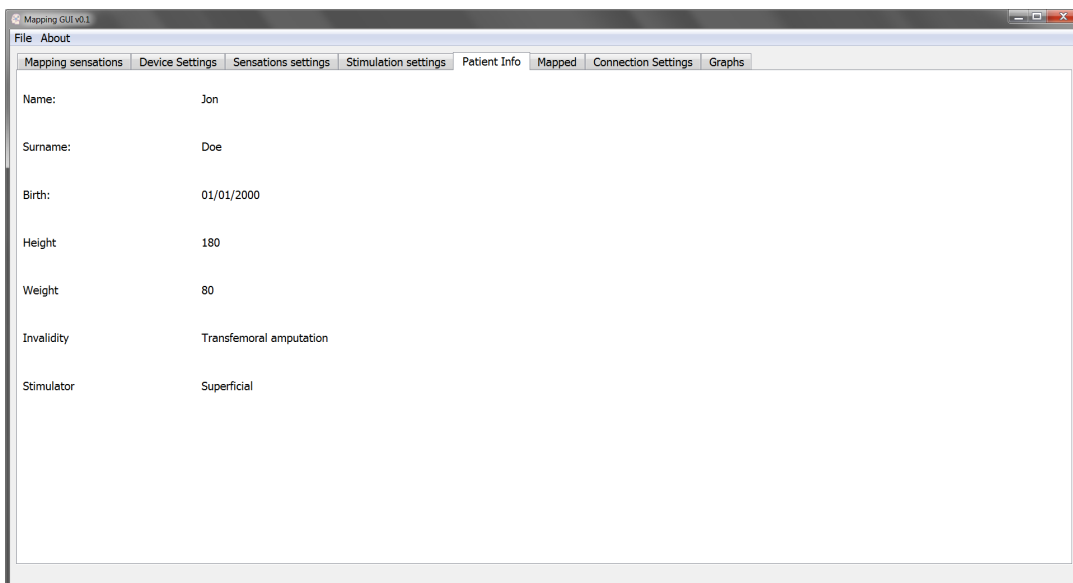 Mapping GUI v0.1
File About
Mapping sensations Device Settings Sensations settings Stimulation settings Patient Info Mapped Connection Settings Graphs
Name: Jon
Surname: Doe
Birth: 01/01/2000
Height 180
Weight 80
Invalidity Transfemoral amputation
Stimulator Superficial